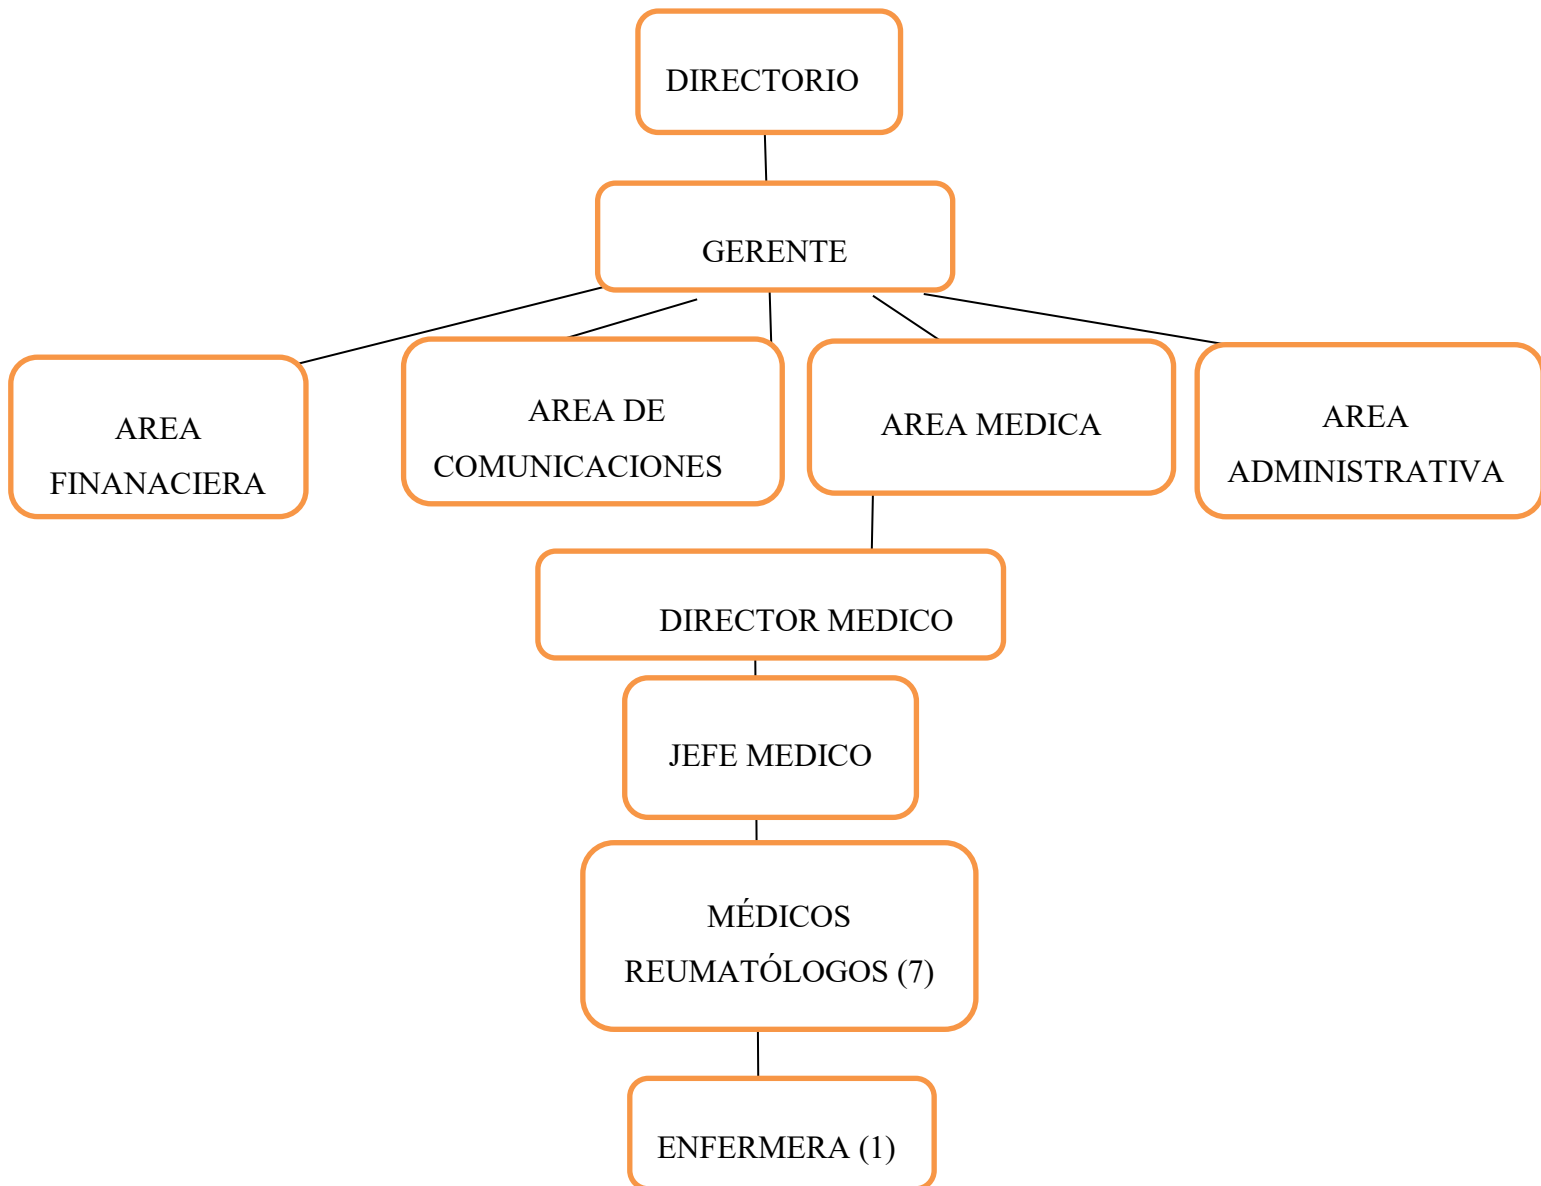 DIRECTORIO
GERENTE
AREA
FINANACIERA
AREA DE
COMUNICACIONES
AREA MEDICA
AREA
ADMINISTRATIVA
DIRECTOR MEDICO
JEFE MEDICO
MÉDICOS
REUMATÓLOGOS (7)
ENFERMERA (1)